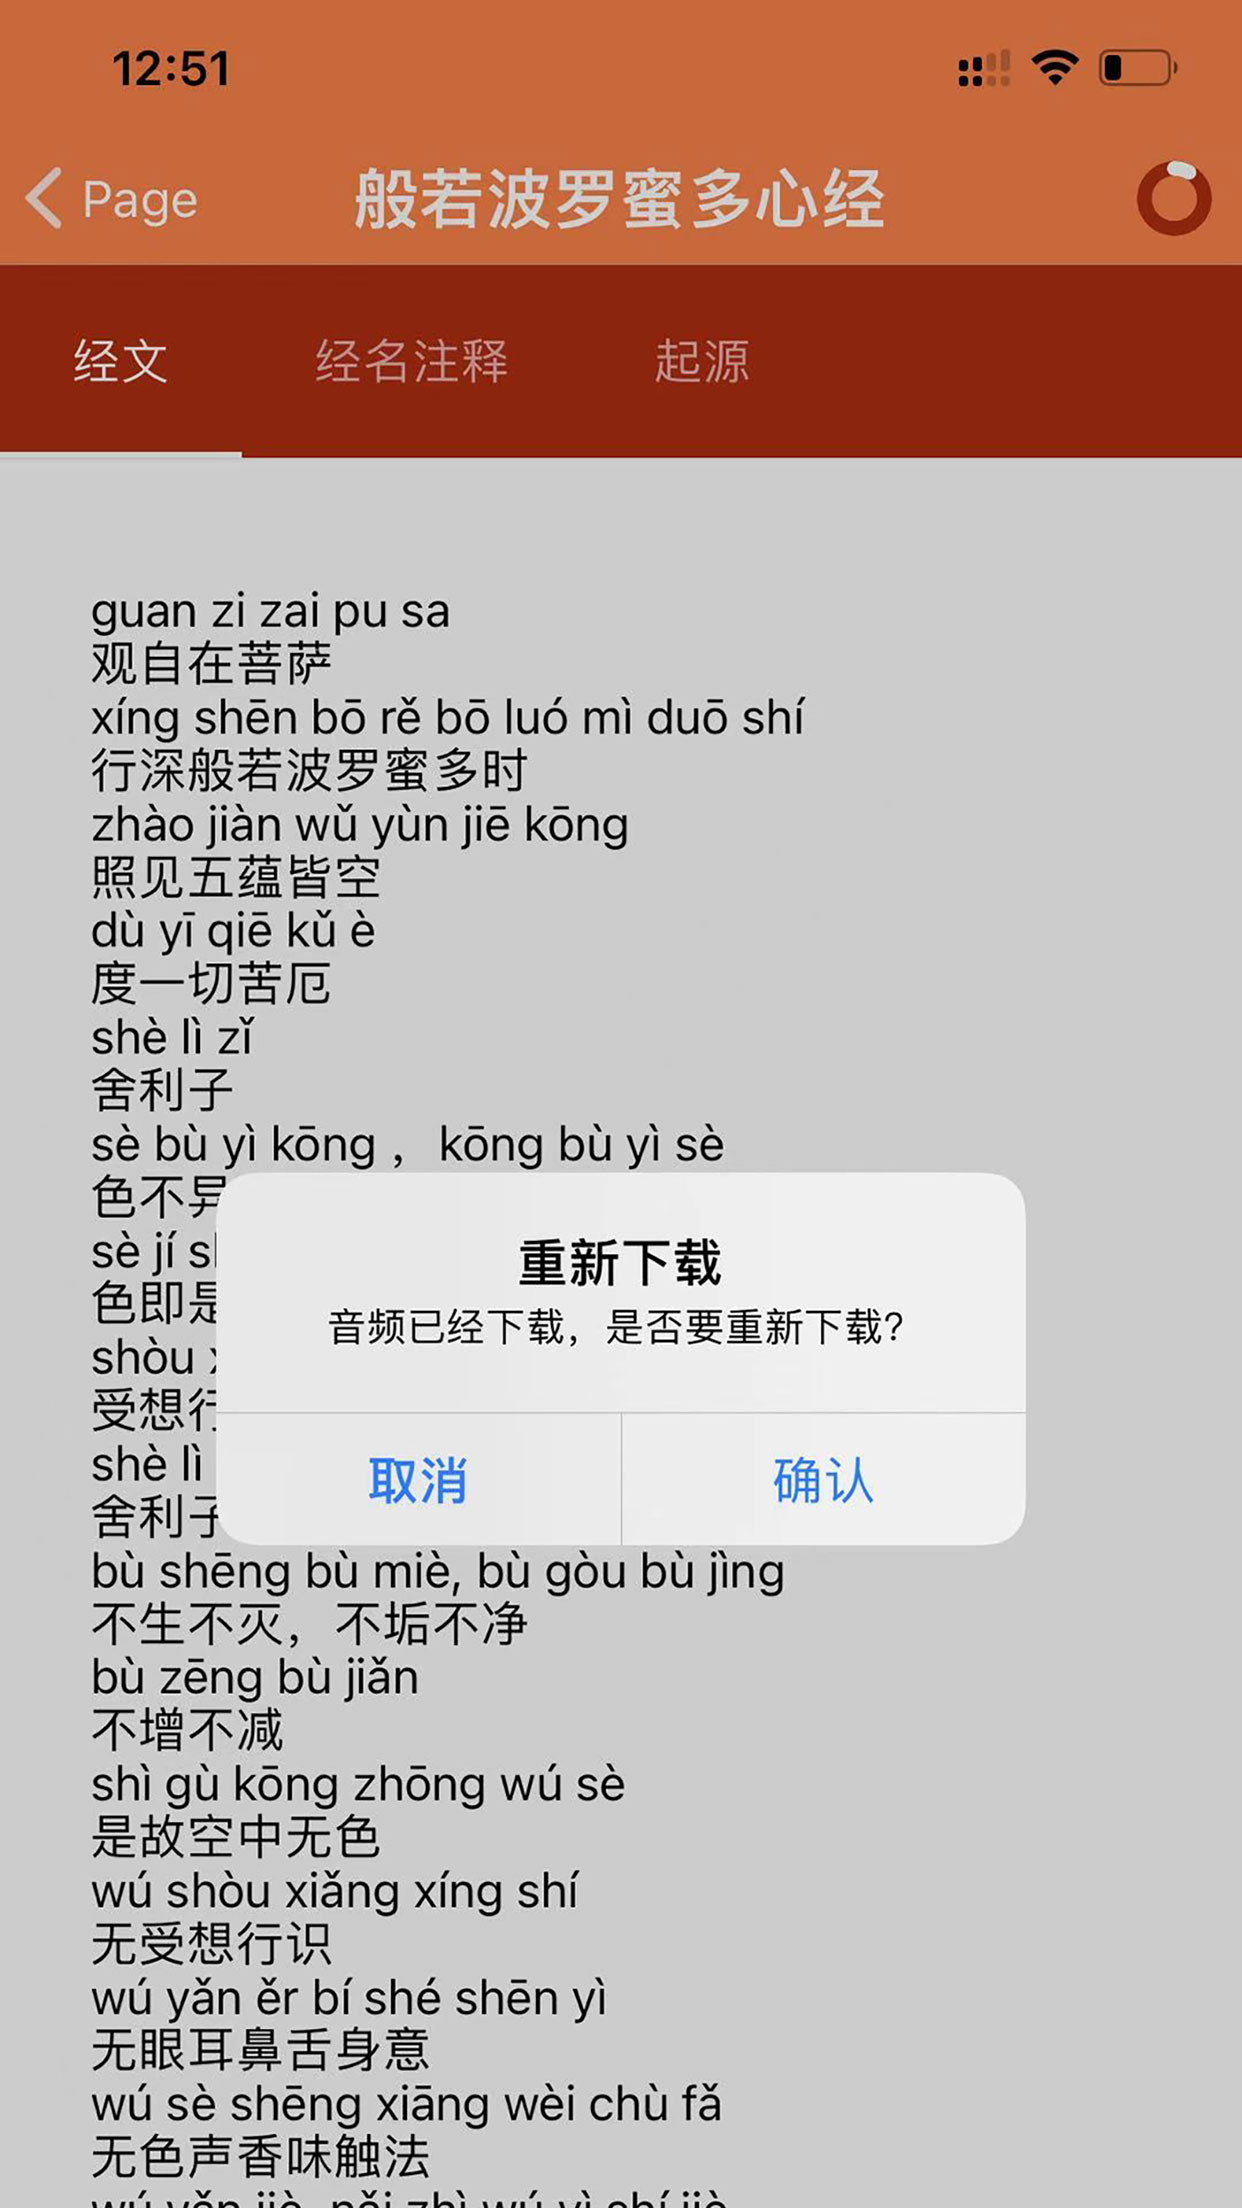 12:51
Page
般若波罗蜜多心经
经文 经名注释 起源
guan zi zai pu sa
观自在菩萨
xíng shēn bō rě bō luó mì duō shí
行深般若波罗蜜多时
zhào jiàn wǔ yùn jiē kōng
照见五蕴皆空
dù yī qiē kǔ è
度一切苦厄
shè lì zǐ
舍利子
sè bù yì kōng ，kōng bù yì sè
色不异
sè jí
色即是
shòu
受想行
shè lì
舍利子
重新下载
音频已经下载，是否要重新下载?
取消 确认
bù shēng bù miè, bù gòu bù jìng
不生不灭，不垢不净
bù zēng bù jiǎn
不增不减
shì gù kōng zhōng wú sè
是故空中无色
wú shòu xiǎng xíng shí
无受想行识
wú yǎn ěr bí shé shēn yì
无眼耳鼻舌身意
wú sè shēng xiāng wèi chù fǎ
无色声香味触法